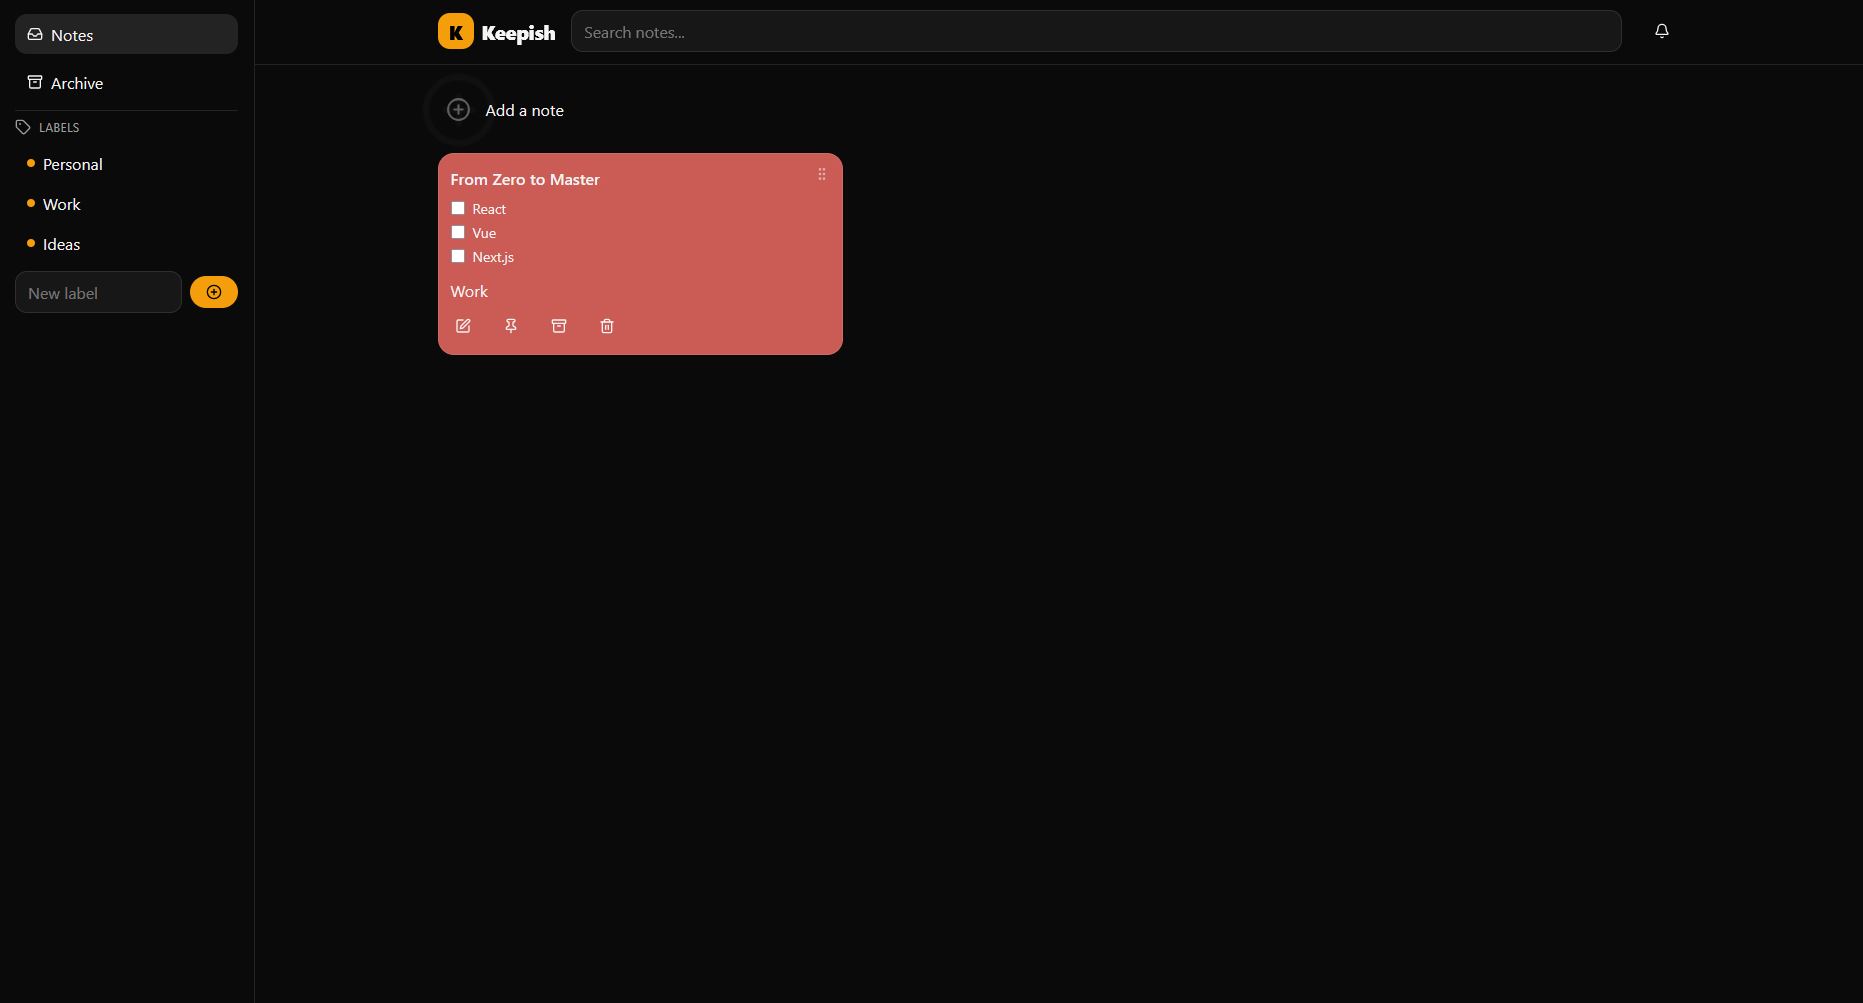 Notes
Archive
LABELS
Personal
Work
Ideas
New label
K Keepish
Search notes...
Add a note
From Zero to Master
React
Vue
Next.js
Work